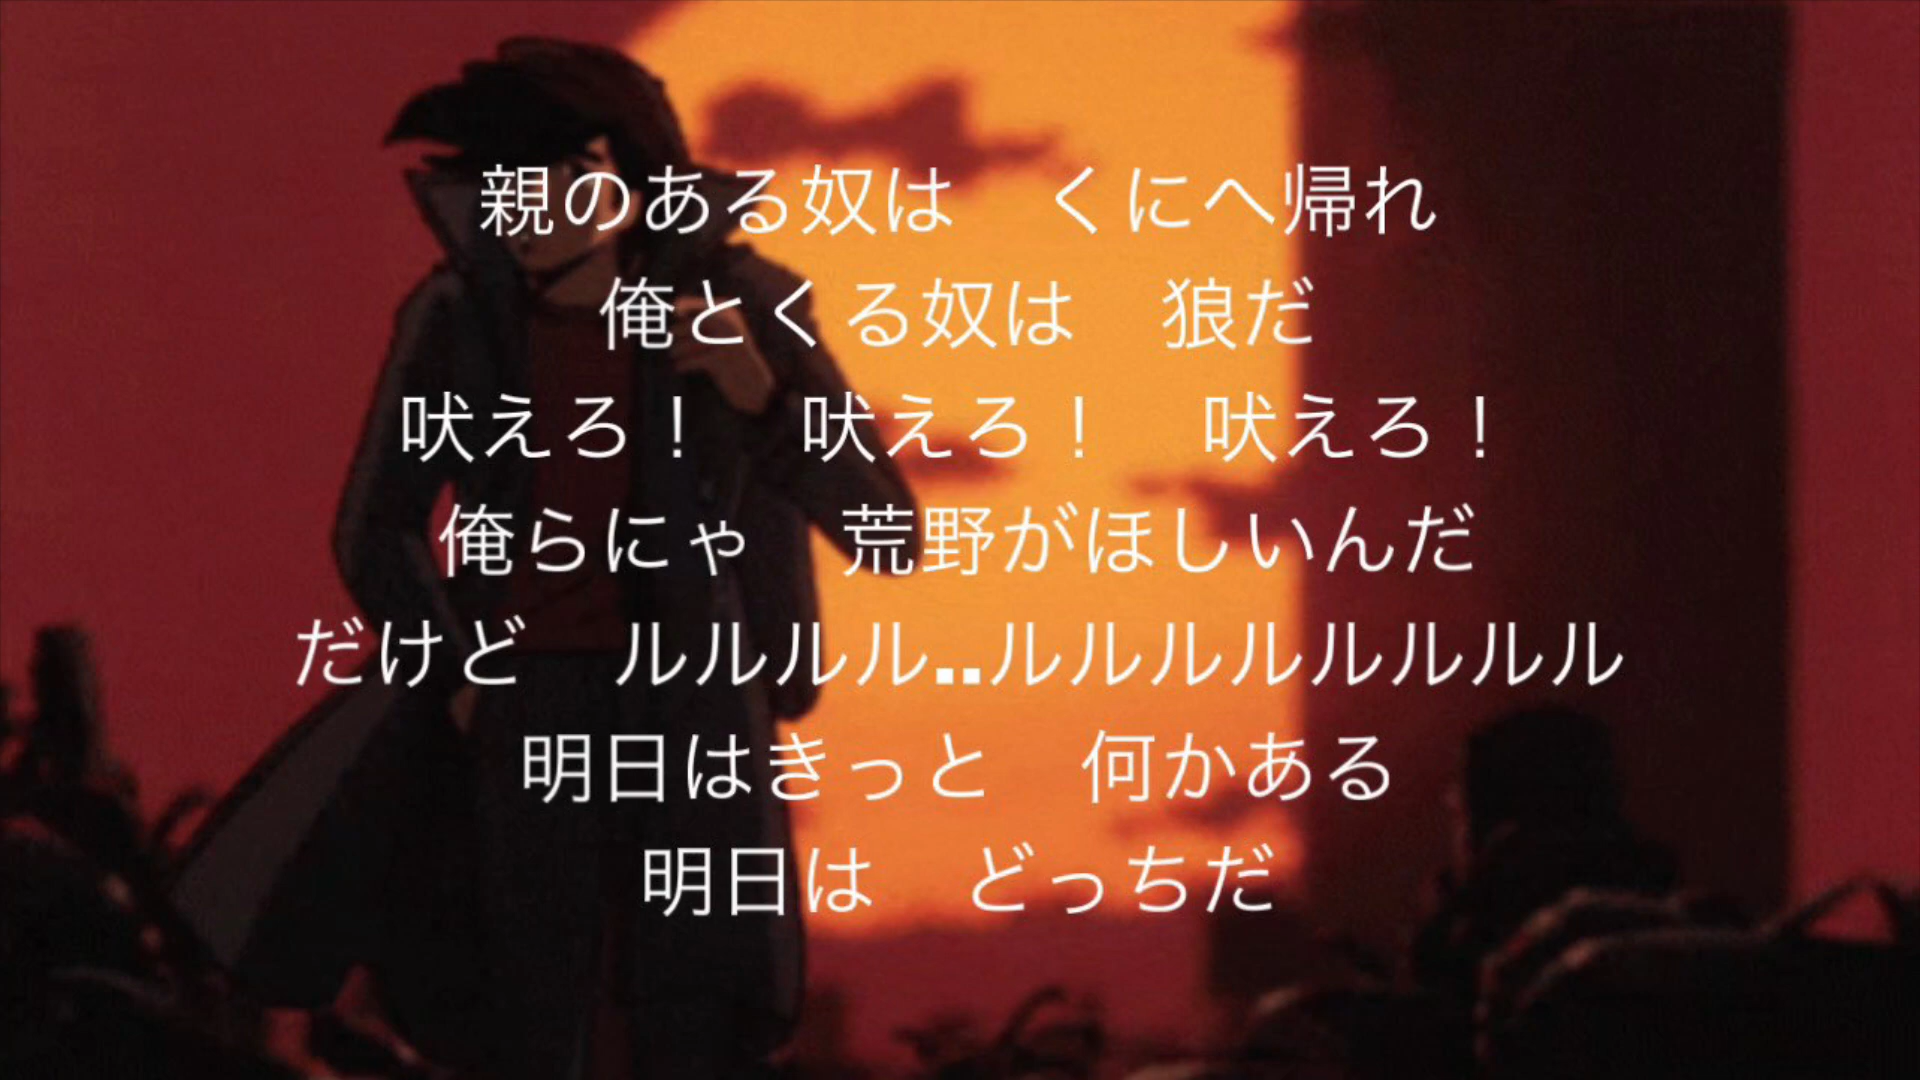 親のある奴は　くにへ帰れ
俺とくる奴は　狼だ
吠えろ！　吠えろ！　吠えろ！
俺らにゃ　荒野がほしいんだ
だけど　ルルルル..ルルルルルルルル
明日はきっと　何かある
明日は　どっちだ